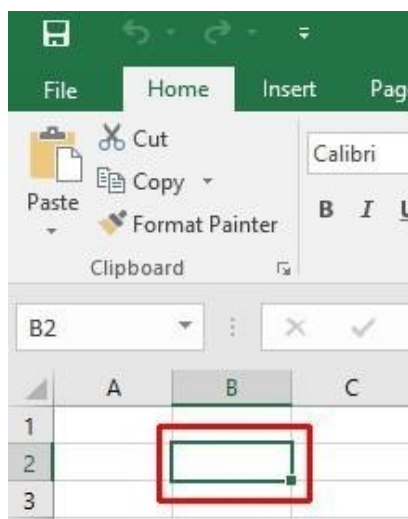 File Home Insert Pag
Cut
Calibri
Copy
Paste
B I U
Format Painter
Clipboard
B2
A B C
1
2
3